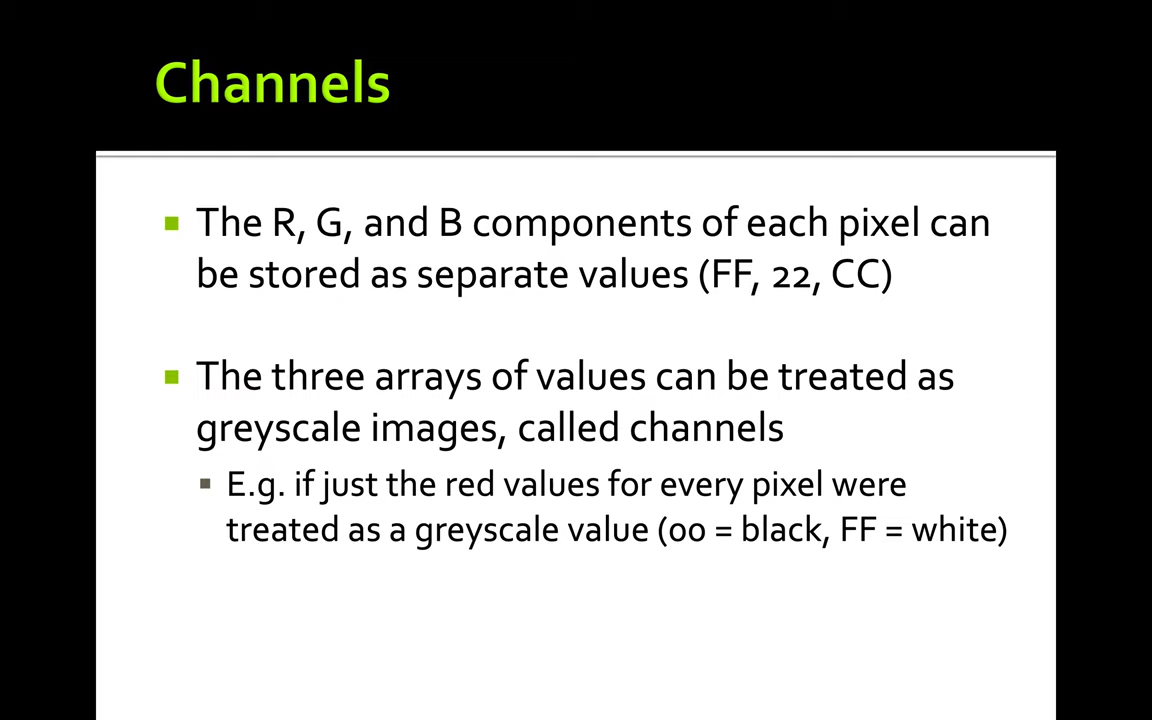 Channels
The R, G, and B components of each pixel can
be stored as separate values (FF, 22, CC)
The three arrays of values can be treated as
greyscale images, called channels
E.g. if just the red values for every pixel were
treated as a greyscale value (00 = black, FF = white)